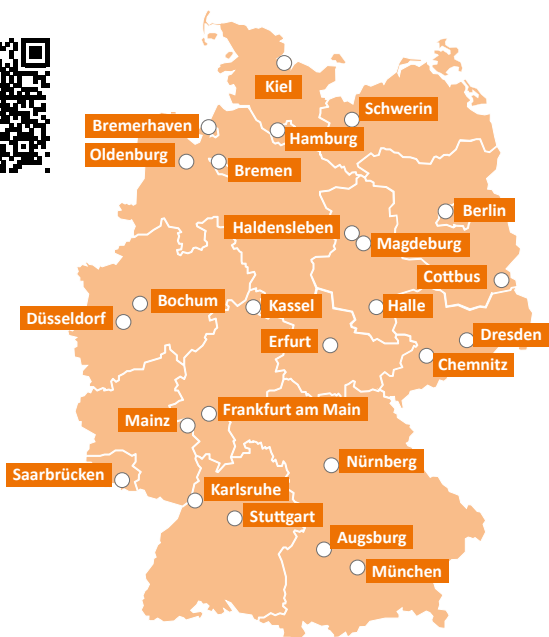 Kiel
Schwerin
Bremerhaven
Hamburg
Oldenburg
Bremen
Berlin
Haldensleben
Magdeburg
Cottbus
Bochum
Kassel
Halle
Düsseldorf
Erfurt
Dresden
Chemnitz
Frankfurt am Main
Mainz
Nürnberg
Saarbrücken
Karlsruhe
Stuttgart
Augsburg
München